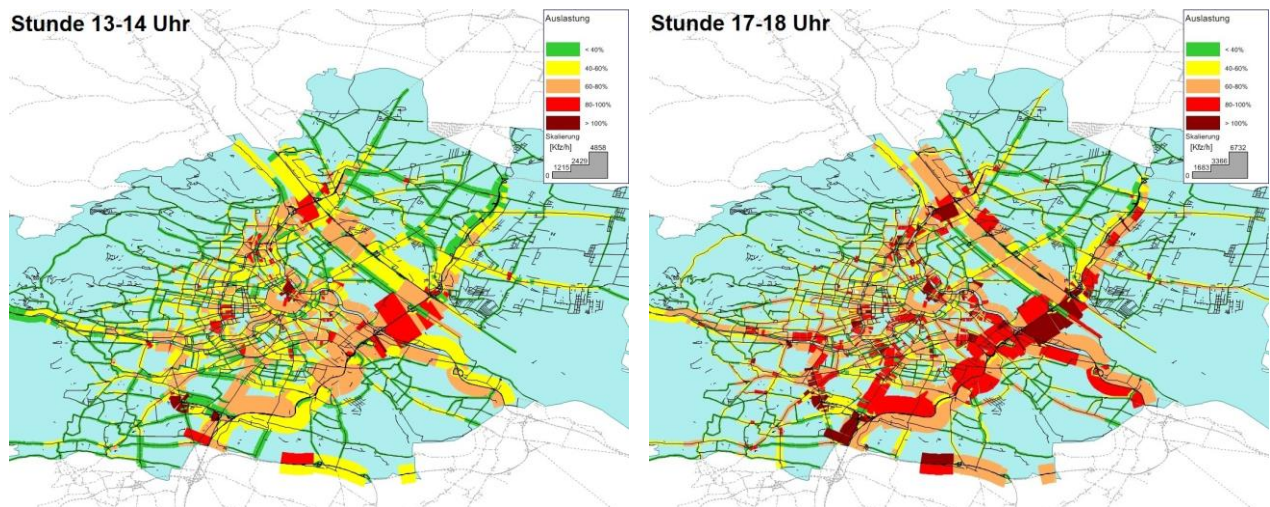 Stunde 13-14 Uhr
Auslastung
< 40%
40-60%
60-80%
80-100%
> 100%
Skalierung
[Kfz/h]
4858
2429
1215
0
Stunde 17-18 Uhr
Auslastung
< 40%
40-60%
60-80%
80-100%
> 100%
Skalierung
[Kfz/h]
6732
3366
1683
0